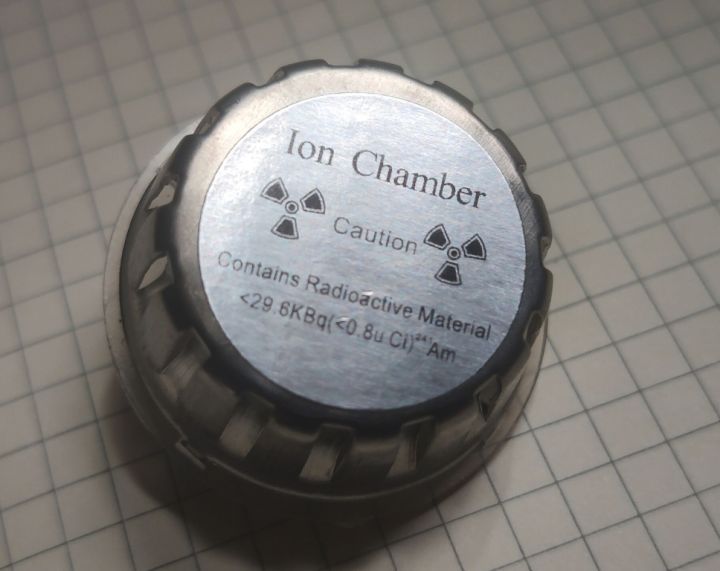 Ion Chamber
Caution
Contains Radioactive Material
<29.6KBq(<0.8u Ci)²⁴¹Am